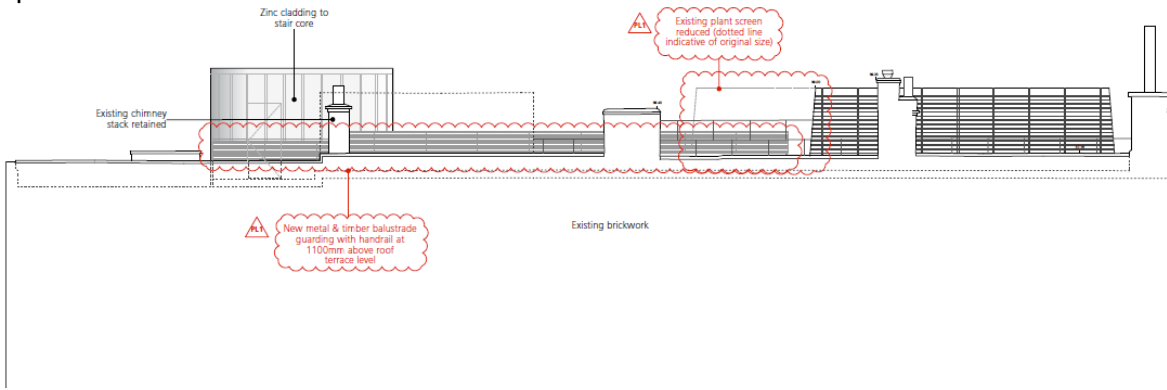 Zinc cladding to
stair core
PL1
Existing plant screen
reduced (dotted line
indicative of original size)
Existing chimney
stack retained
PL1
New metal & timber balustrade
guarding with handrail at
1100mm above roof
terrace level
Existing brickwork